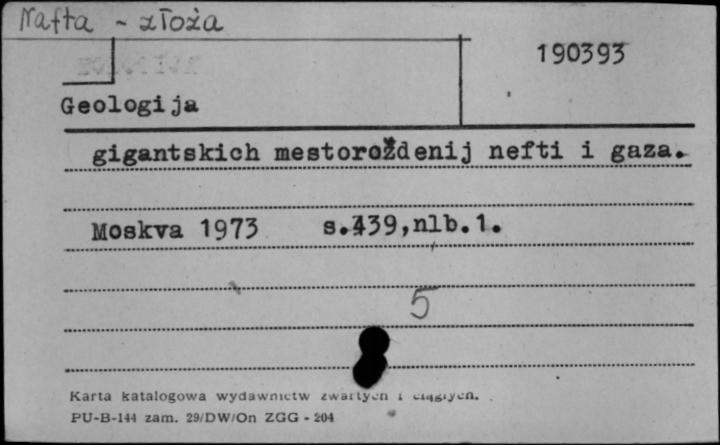 Nafta - złoża
190393
Geologija
gigantskich mestorożdenij nefti i gaza.
Moskva 1973 s.439,nlb.1.
5
Karta katalogowa wydawnictw zwartych i ciągłych.
PU-B-144 zam. 29/DW/On ZGG - 204